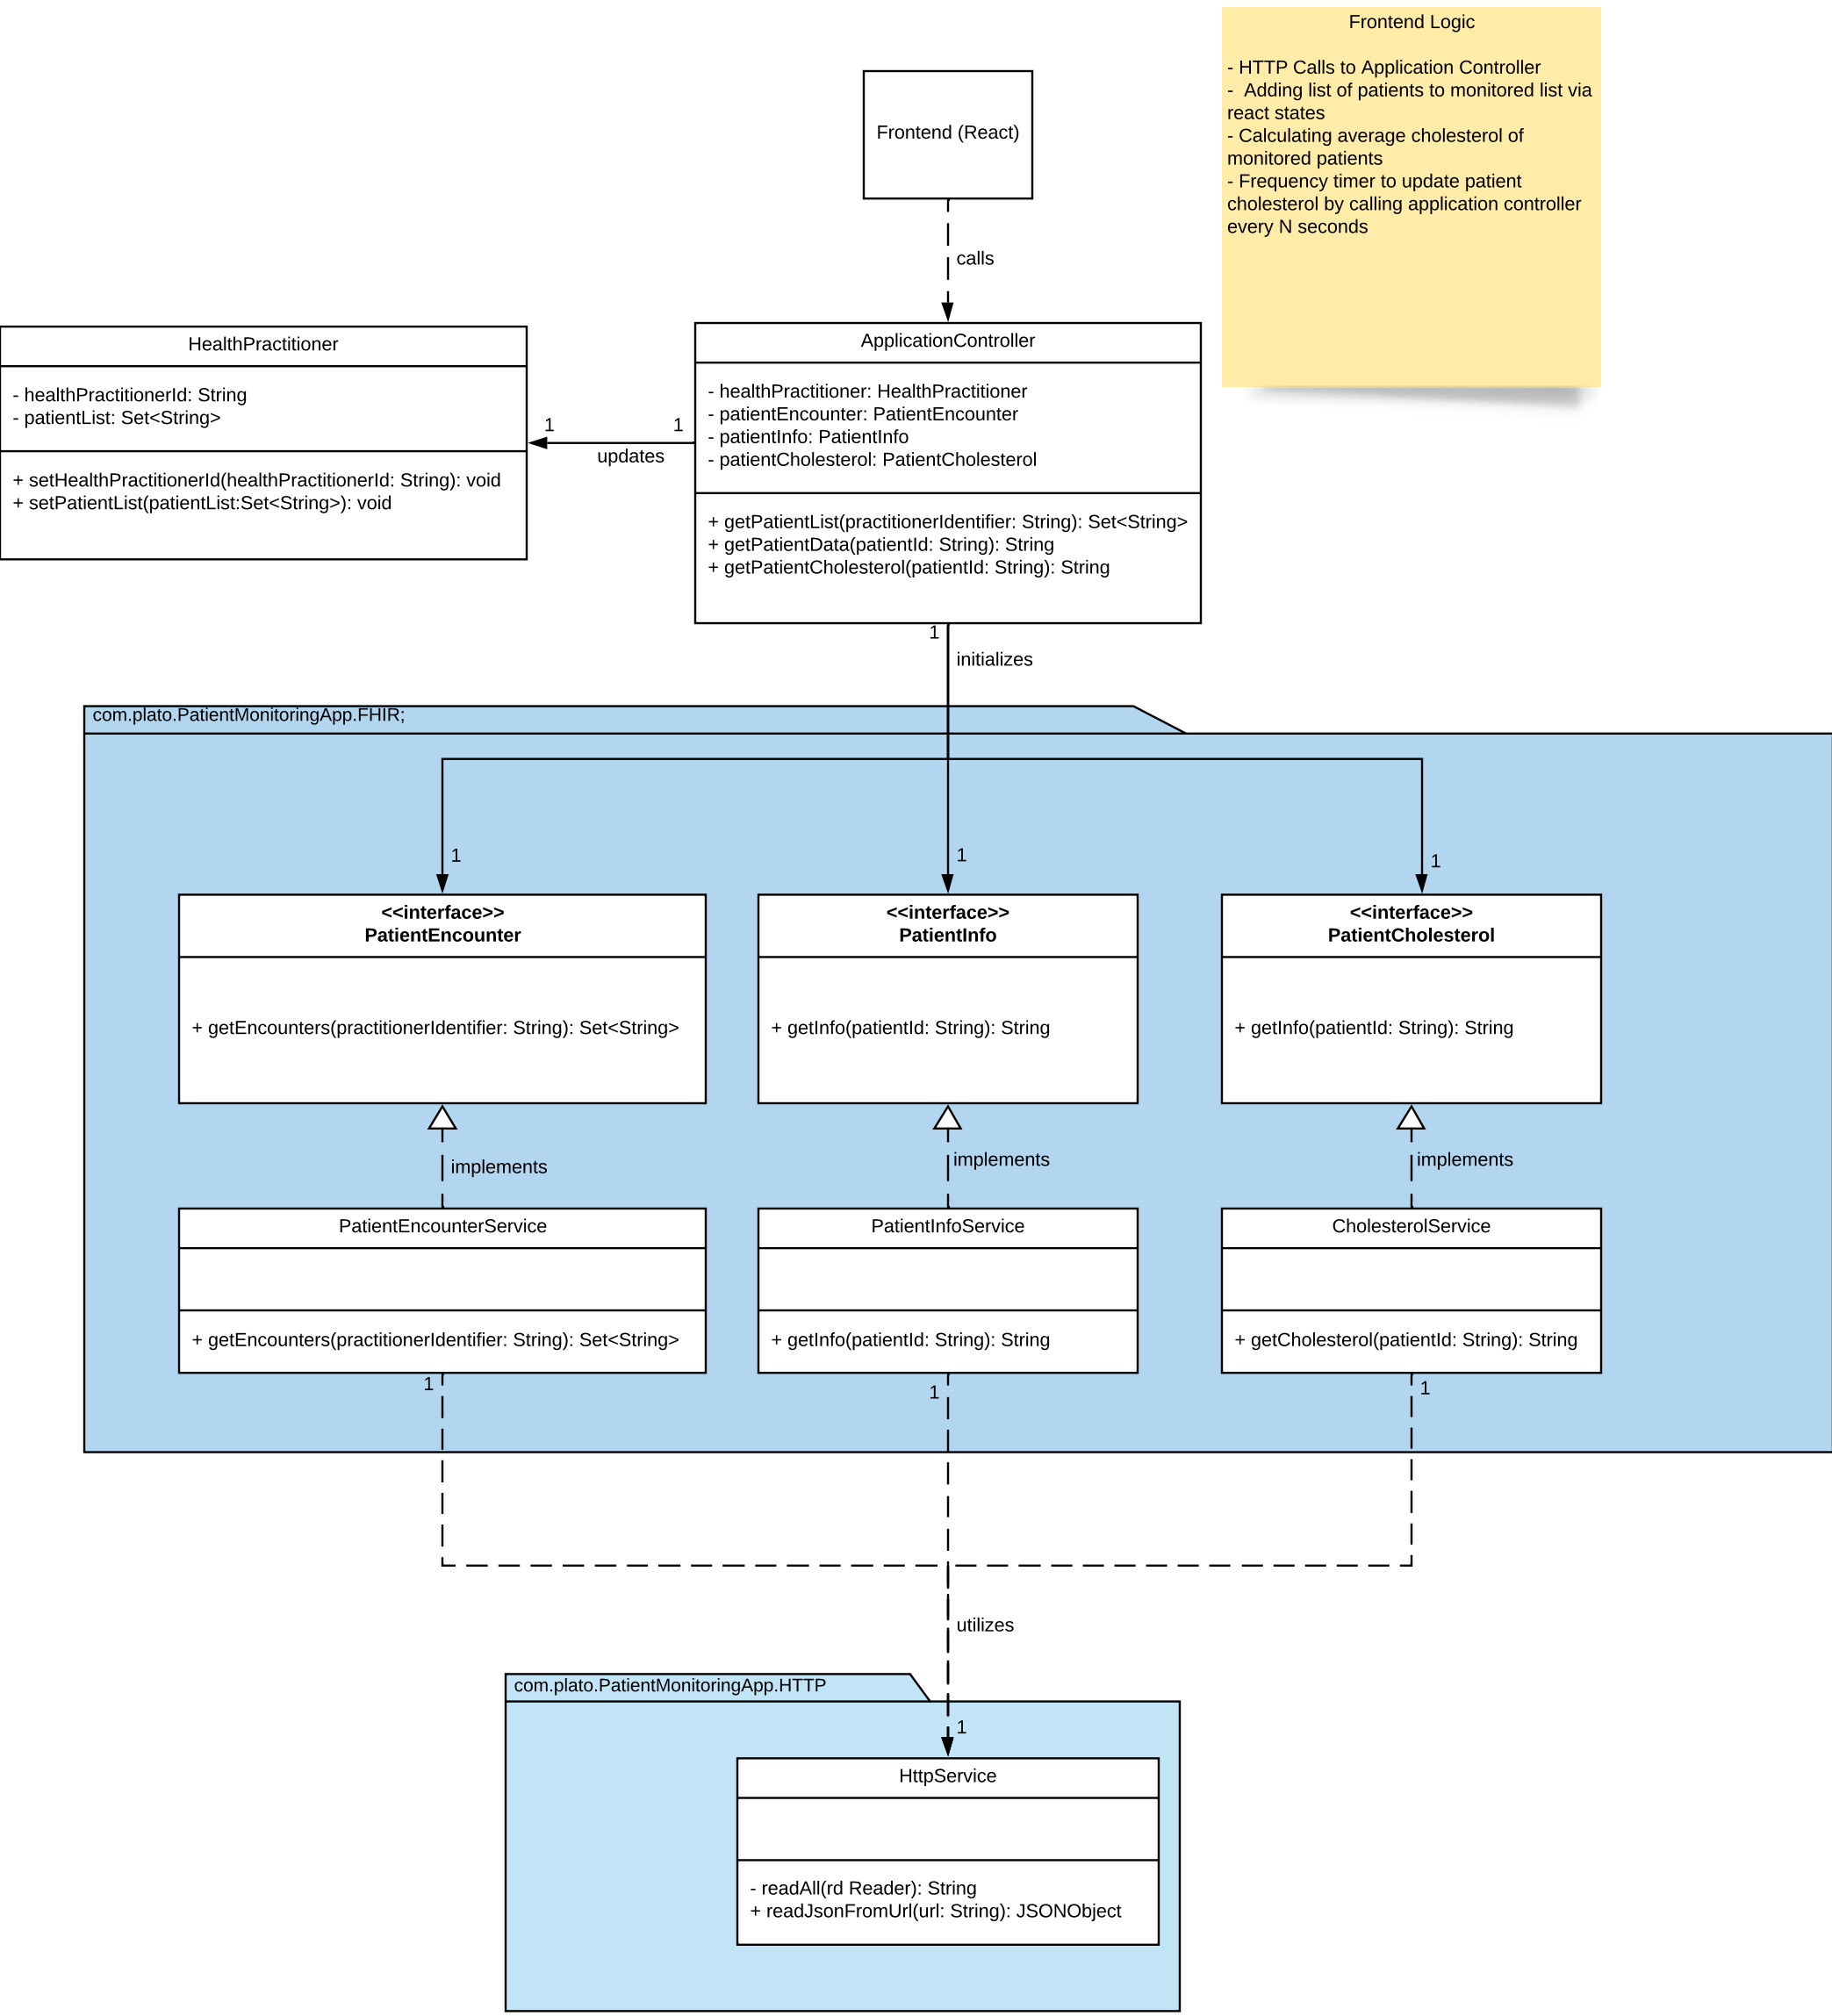 Frontend Logic
- HTTP Calls to Application Controller
-  Adding list of patients to monitored list via
react states
- Calculating average cholesterol of
monitored patients
- Frequency timer to update patient
cholesterol by calling application controller
every N seconds
Frontend (React)
calls
HealthPractitioner
- healthPractitionerId: String
- patientList: Set<String>
+ setHealthPractitionerId(healthPractitionerId: String): void
+ setPatientList(patientList:Set<String>): void
1
1
updates
ApplicationController
- healthPractitioner: HealthPractitioner
- patientEncounter: PatientEncounter
- patientInfo: PatientInfo
- patientCholesterol: PatientCholesterol
+ getPatientList(practitionerIdentifier: String): Set<String>
+ getPatientData(patientId: String): String
+ getPatientCholesterol(patientId: String): String
1
initializes
com.plato.PatientMonitoringApp.FHIR;
1
1
1
<<interface>>
PatientEncounter
+ getEncounters(practitionerIdentifier: String): Set<String>
<<interface>>
PatientInfo
+ getInfo(patientId: String): String
<<interface>>
PatientCholesterol
+ getInfo(patientId: String): String
implements
implements
implements
PatientEncounterService
+ getEncounters(practitionerIdentifier: String): Set<String>
PatientInfoService
+ getInfo(patientId: String): String
CholesterolService
+ getCholesterol(patientId: String): String
1
1
1
utilizes
com.plato.PatientMonitoringApp.HTTP
1
HttpService
- readAll(rd Reader): String
+ readJsonFromUrl(url: String): JSONObject